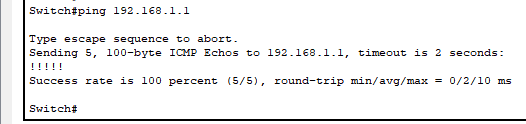 Switch#ping 192.168.1.1
Type escape sequence to abort.
Sending 5, 100-byte ICMP Echos to 192.168.1.1, timeout is 2 seconds:
!!!!!
Success rate is 100 percent (5/5), round-trip min/avg/max = 0/2/10 ms
Switch#